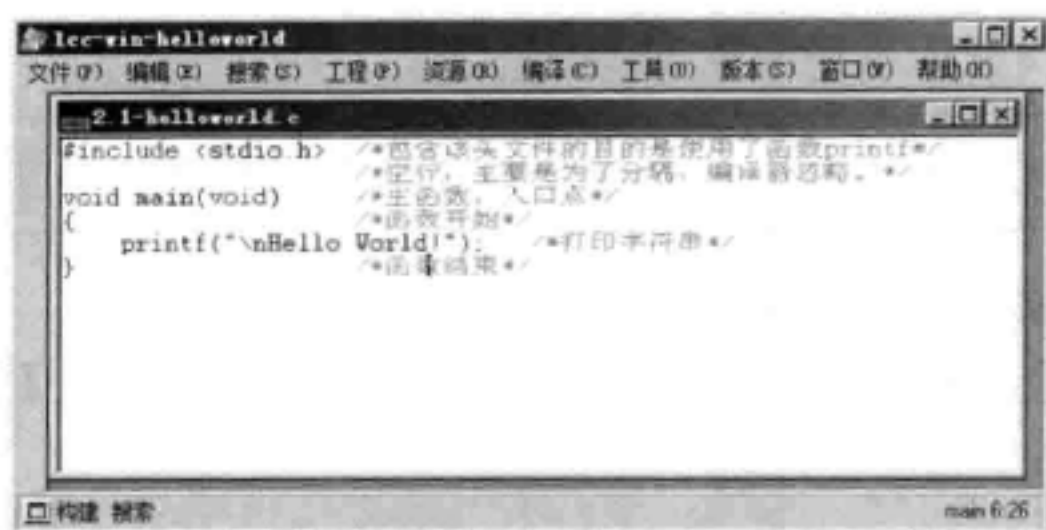 lcc-win-helloworld
文件(F) 编辑(E) 搜索(S) 工程(P) 资源(R) 编译(C) 工具(O) 版本(S) 窗口(W) 帮助(H)
2.1-helloworld.c
#include <stdio.h> /*包含该头文件的目的是使用了函数printf*/
/*空行，主要是为了分隔，编译器忽略。*/
void main(void) /*主函数，入口点*/
{ /*函数开始*/
printf("\nHello World!"); /*打印字符串*/
} /*函数结束*/
构建 搜索 main 6:26